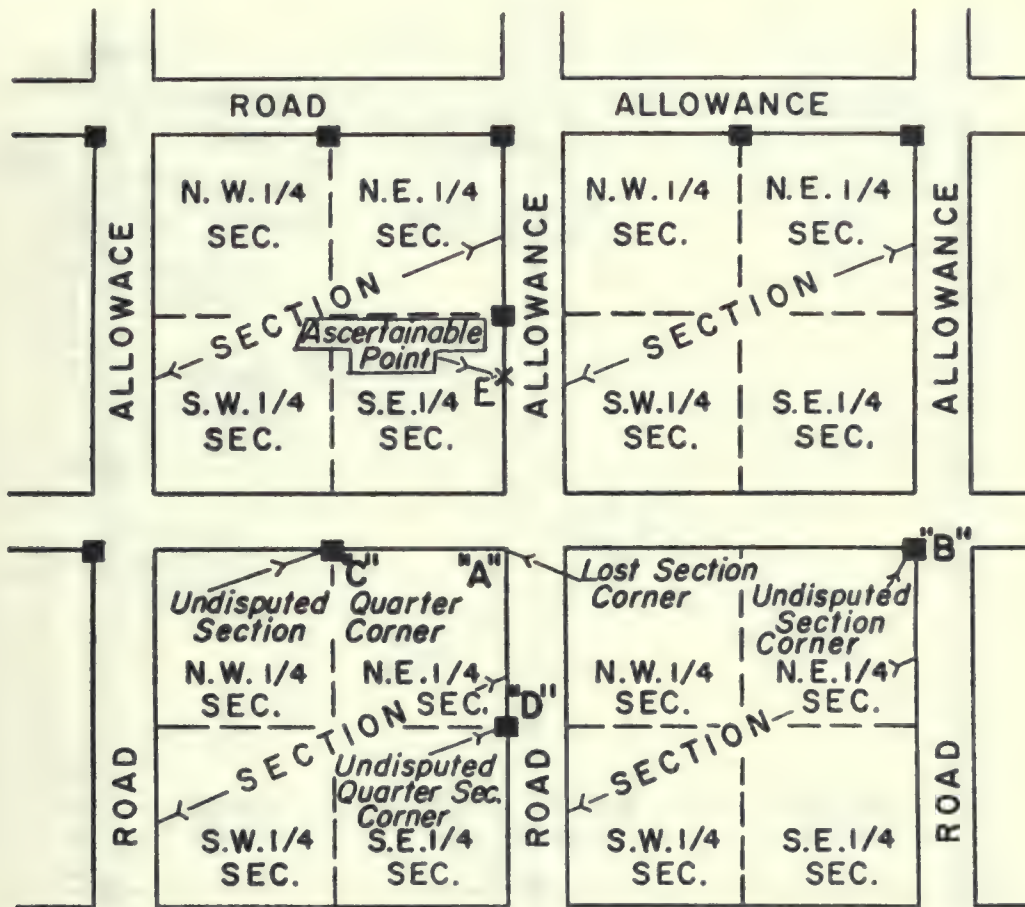 ROAD ALLOWANCE
N.W. 1/4 SEC.
N.E. 1/4 SEC.
N.W. 1/4 SEC.
N.E. 1/4 SEC.
ALLOWACE
SECTION
ALLOWANCE
SECTION
ALLOWANCE
Ascertainable
Point
E
S.W. 1/4 SEC.
S.E. 1/4 SEC.
S.W. 1/4 SEC.
S.E. 1/4 SEC.
"C"
"A"
"B"
Lost Section
Corner
Undisputed
Section
Quarter
Corner
Undisputed
Section
Corner
N.W. 1/4 SEC.
N.E. 1/4 SEC.
N.W. 1/4 SEC.
N.E. 1/4 SEC.
"D"
SECTION
SECTION
Undisputed
Quarter Sec.
Corner
ROAD
ROAD
ROAD
S.W. 1/4 SEC.
S.E. 1/4 SEC.
S.W. 1/4 SEC.
S.E. 1/4 SEC.